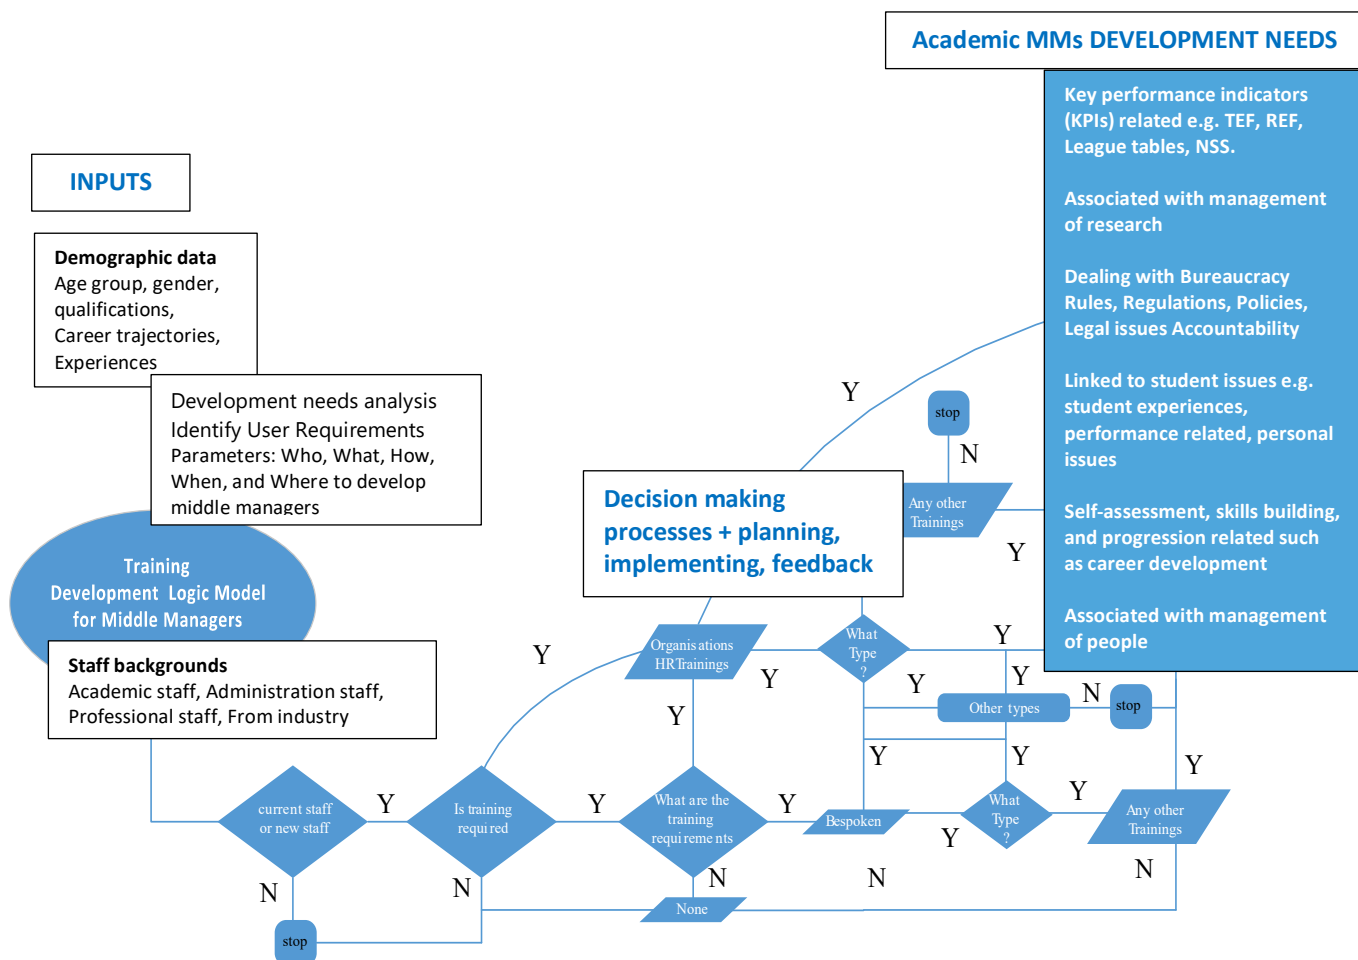 Academic MMs DEVELOPMENT NEEDS
Key performance indicators
(KPIs) related e.g. TEF, REF,
League tables, NSS.
Associated with management
of research
Dealing with Bureaucracy
Rules, Regulations, Policies,
Legal issues Accountability
Linked to student issues e.g.
student experiences,
performance related, personal
issues
Self-assessment, skills building,
and progression related such
as career development
Associated with management
of people
INPUTS
Demographic data
Age group, gender,
qualifications,
Career trajectories,
Experiences
Development needs analysis
Identify User Requirements
Parameters: Who, What, How,
When, and Where to develop
middle managers
Training
Development Logic Model
for Middle Managers
Staff backgrounds
Academic staff, Administration staff,
Professional staff, From industry
Decision making
processes + planning,
implementing, feedback
Y
stop
N
Any other
Trainings
Y
Y
Organisations
HRTrainings
Y
What
Type
?
Y
Y
Y
Y
Other types
N
stop
Y
Y
Y
Y
current staff
or new staff
Y
Is training
required
Y
What are the
training
requirements
Y
Bespoken
Y
What
Type
?
Y
Any other
Trainings
N
N
N
N
N
None
stop